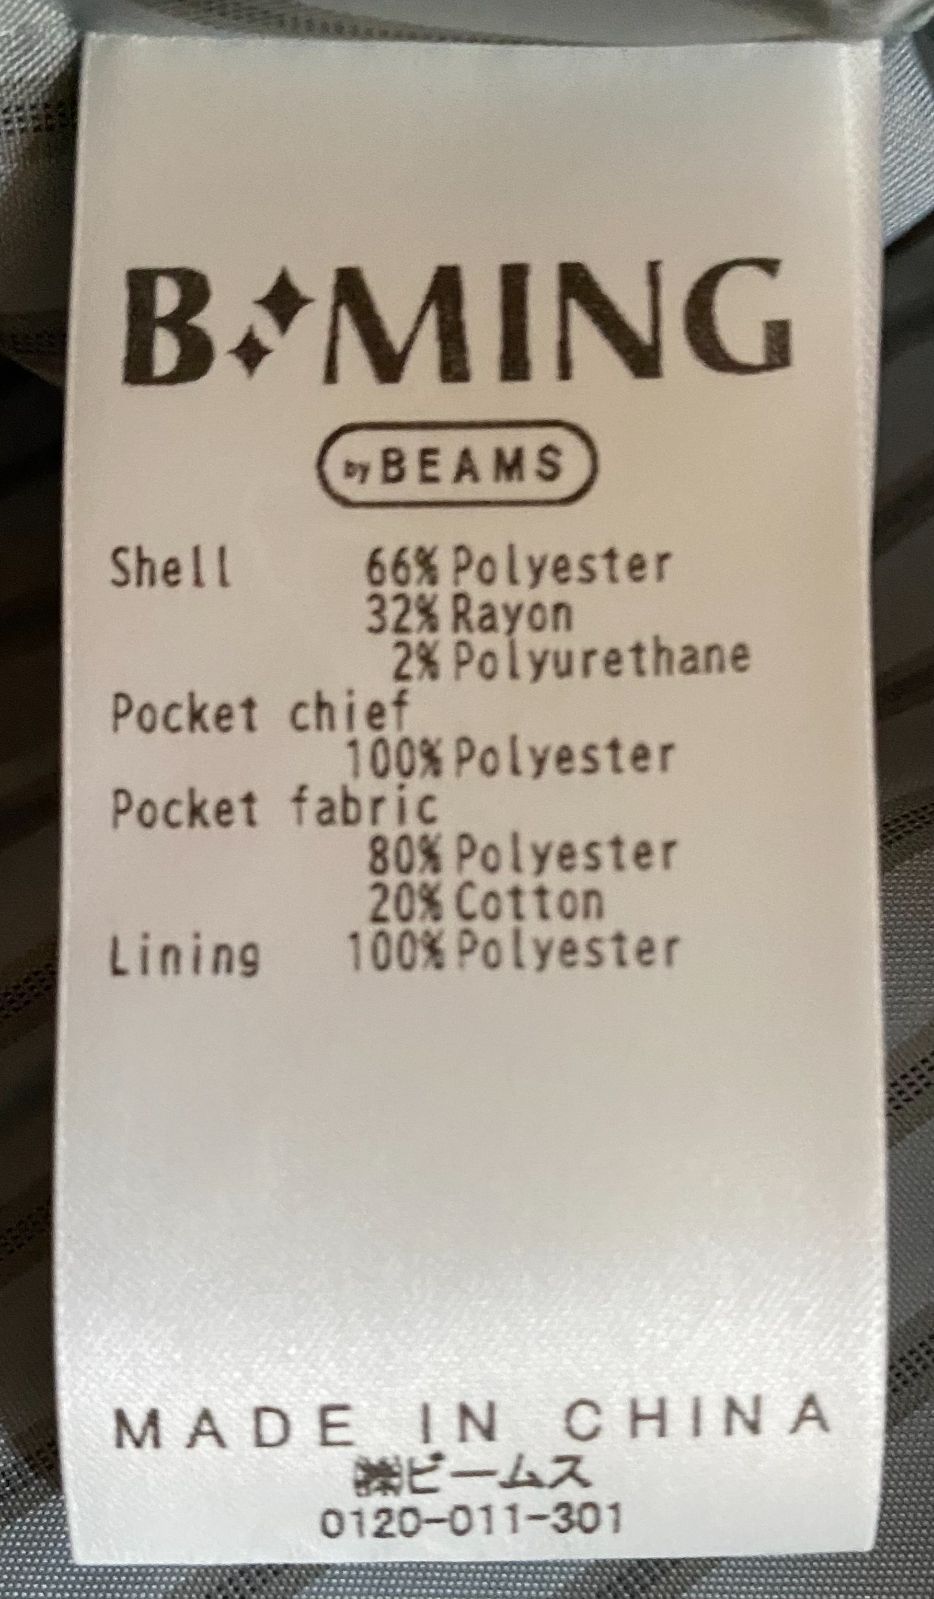 B MING
by BEAMS
Shell 66% Polyester
32% Rayon
2% Polyurethane
Pocket chief
100% Polyester
Pocket fabric
80% Polyester
20% Cotton
Lining 100% Polyester
MADE IN CHINA
㈱ビームス
0120-011-301